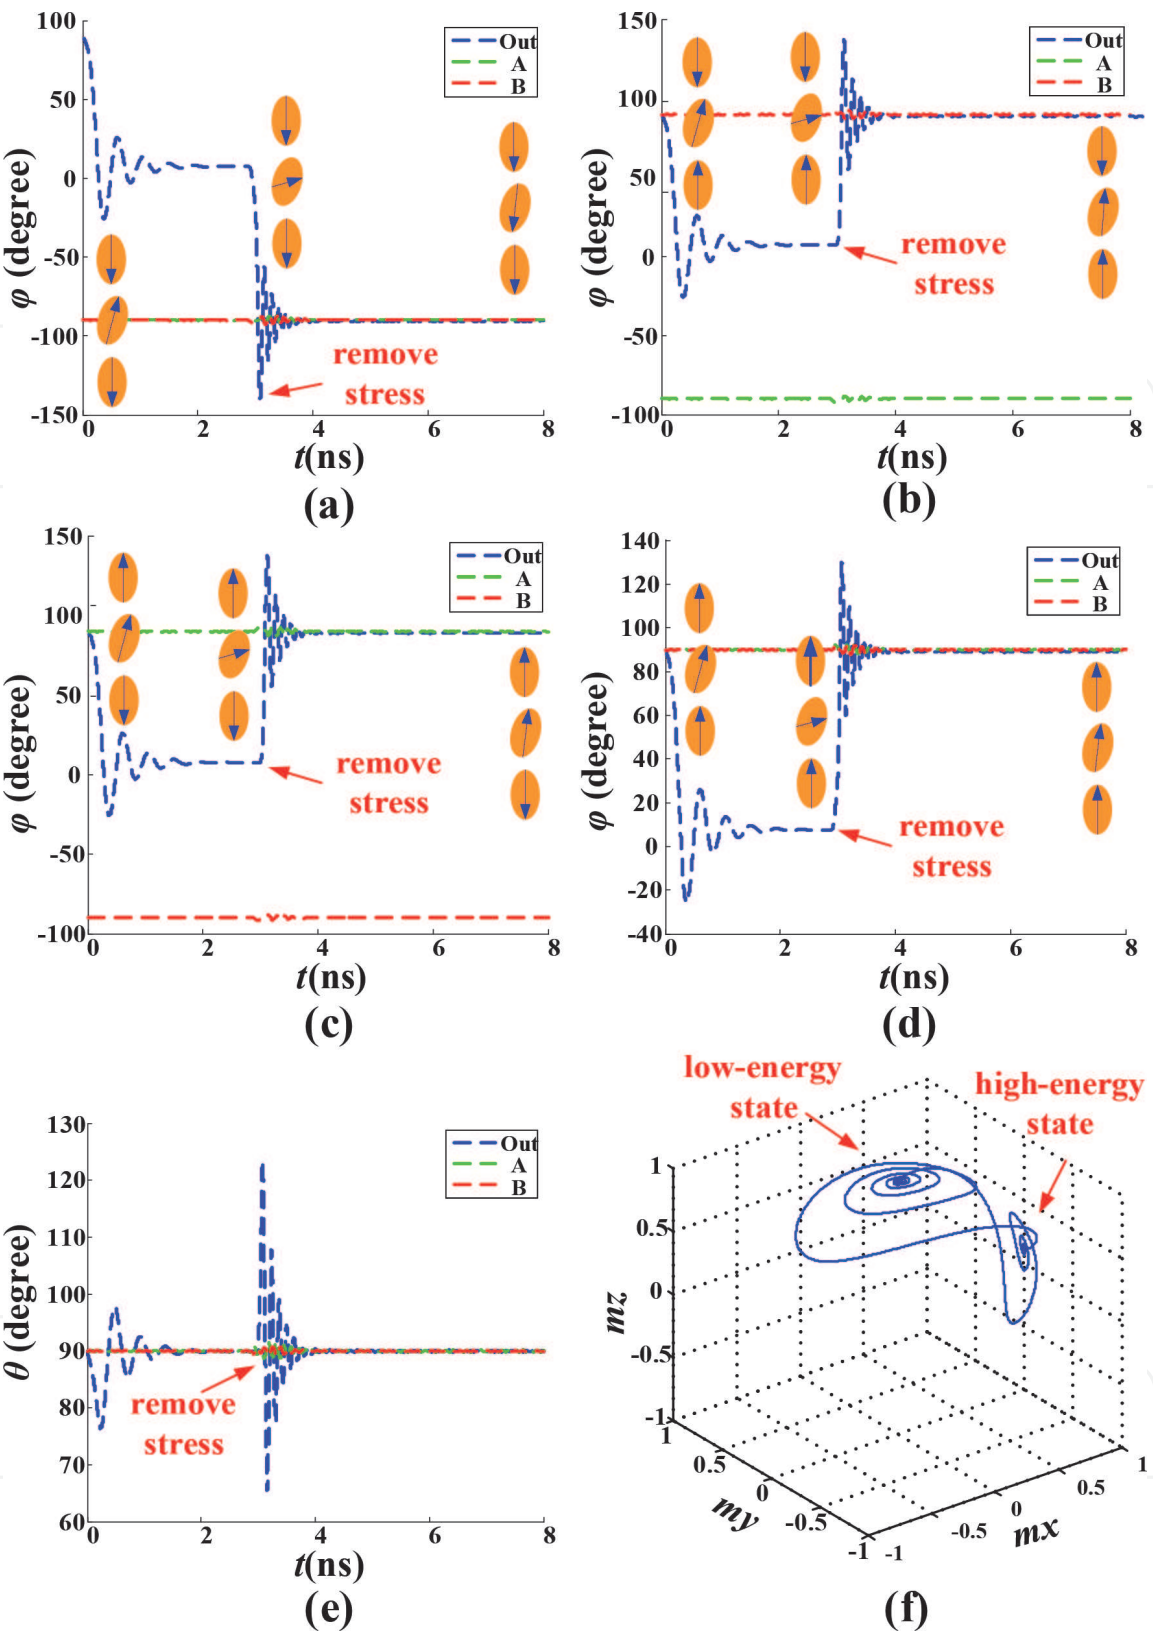 (a)
100
50
0
-50
-100
-150
φ (degree)
Out
A
B
remove
stress
0 2 4 6 8
t(ns)
(b)
150
100
50
0
-50
-100
φ (degree)
Out
A
B
remove
stress
0 2 4 6 8
t(ns)
(a)
(b)
150
100
50
0
-50
-100
φ (degree)
Out
A
B
remove
stress
0 2 4 6 8
t(ns)
(c)
140
120
100
80
60
40
20
0
-20
-40
φ (degree)
Out
A
B
remove
stress
0 2 4 6 8
t(ns)
(d)
130
120
110
100
90
80
70
60
θ (degree)
Out
A
B
remove
stress
0 2 4 6 8
t(ns)
(e)
low-energy
state
high-energy
state
1
0.5
0
-0.5
-1
mz
1
0.5
0
-0.5
-1
my
-1
-0.5
0
0.5
1
mx
(f)